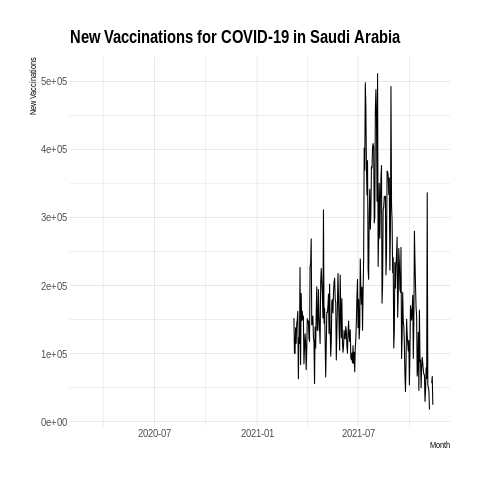 New Vaccinations for COVID-19 in Saudi Arabia
New Vaccinations
5e+05
4e+05
3e+05
2e+05
1e+05
0e+00
2020-07 2021-01 2021-07
Month